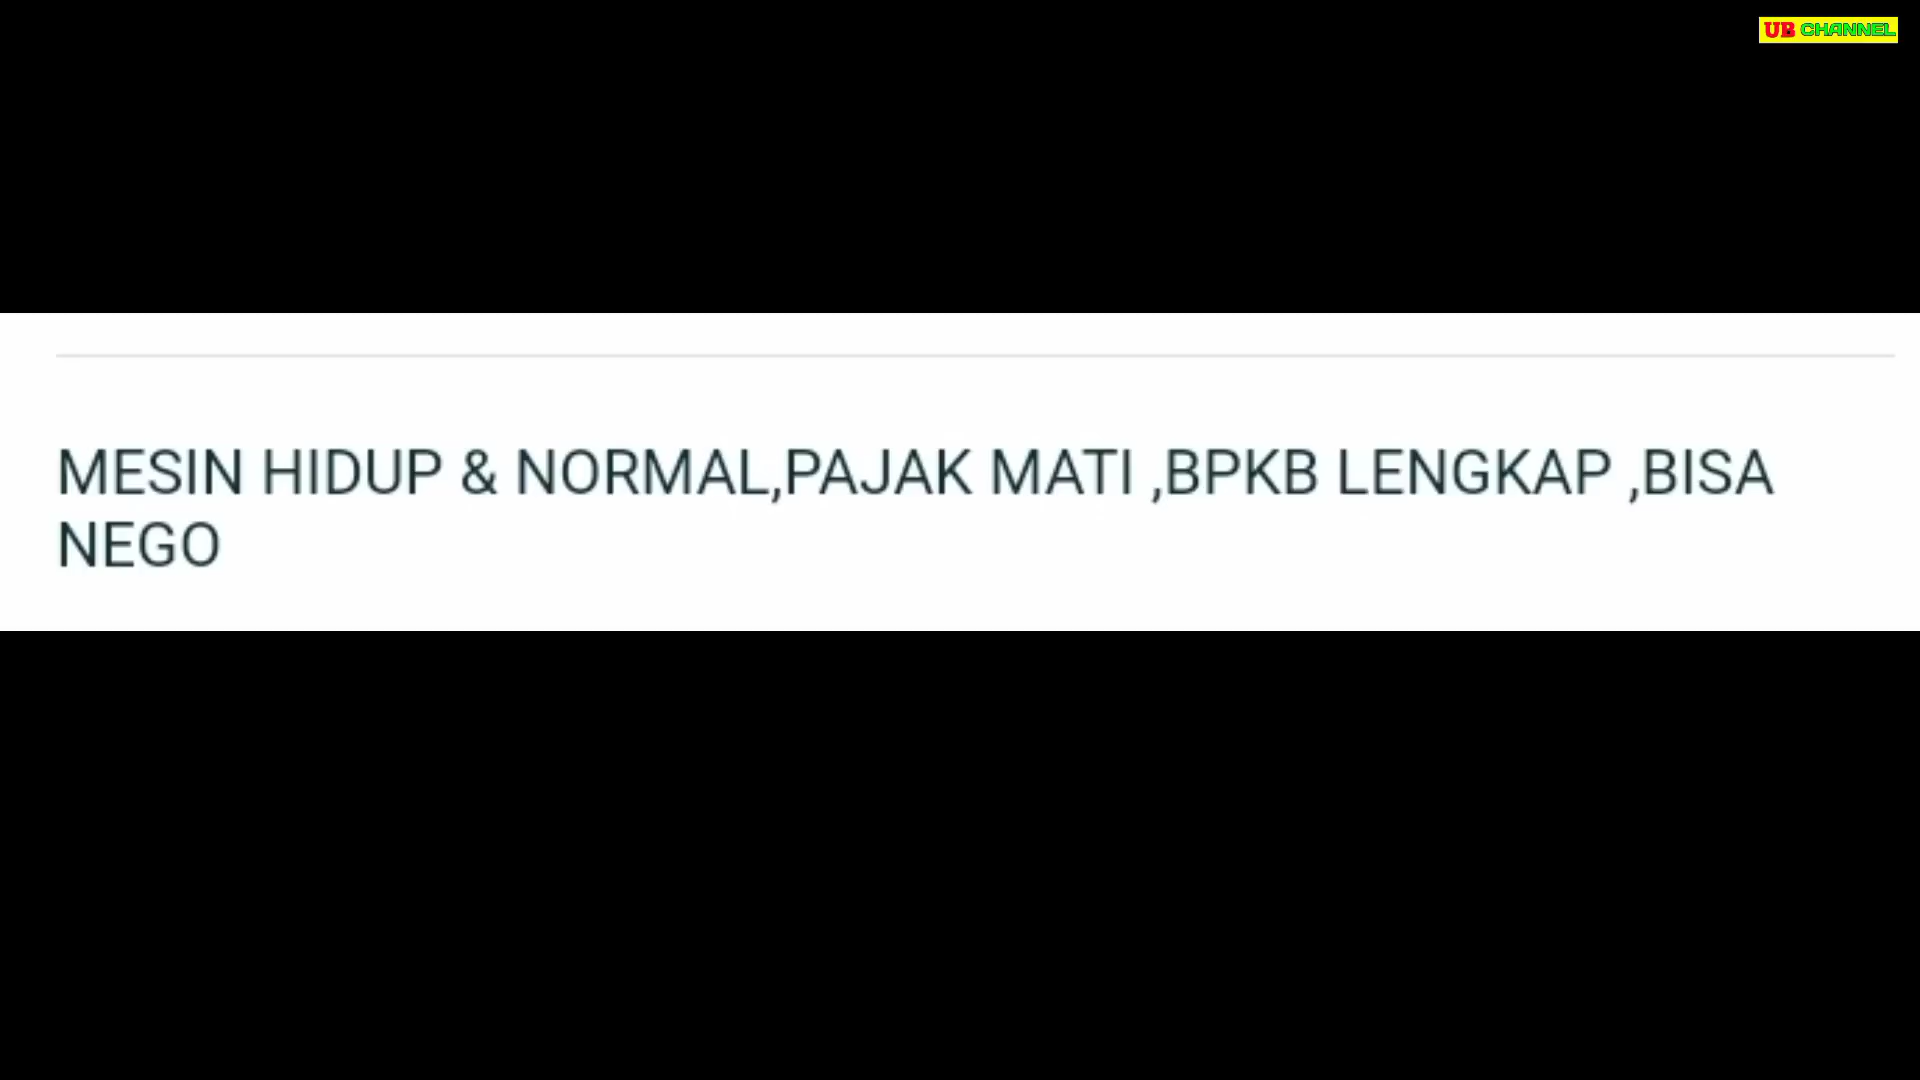 UB CHANNEL
MESIN HIDUP & NORMAL,PAJAK MATI ,BPKB LENGKAP ,BISA
NEGO